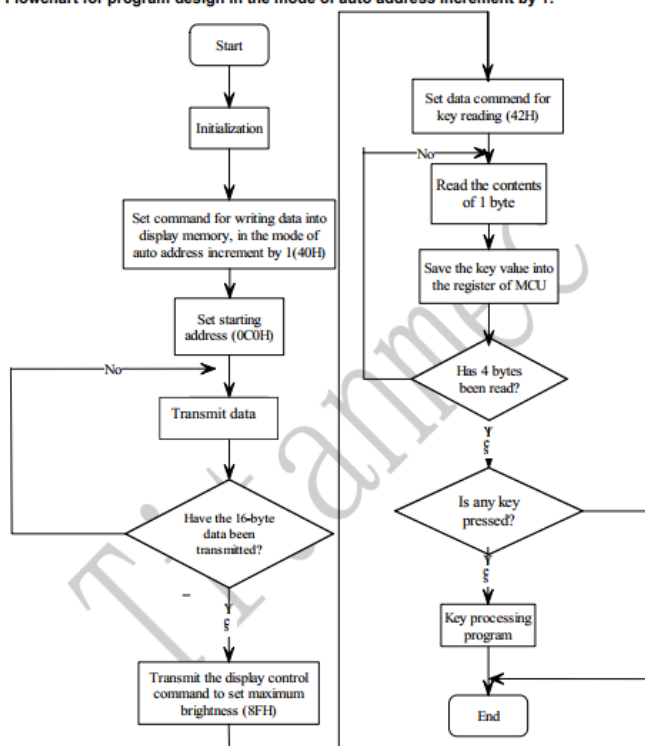 Flowchart for program design in the mode of auto address increment by 1:
Start
Initialization
Set command for writing data into
display memory, in the mode of
auto address increment by 1(40H)
Set starting
address (0C0H)
No
Transmit data
Have the 16-byte
data been
transmitted?
Y
Transmit the display control
command to set maximum
brightness (8FH)
Set data commend for
key reading (42H)
No
Read the contents
of 1 byte
Save the key value into
the register of MCU
Has 4 bytes
been read?
Y
Is any key
pressed?
Y
Key processing
program
End
Titanmec